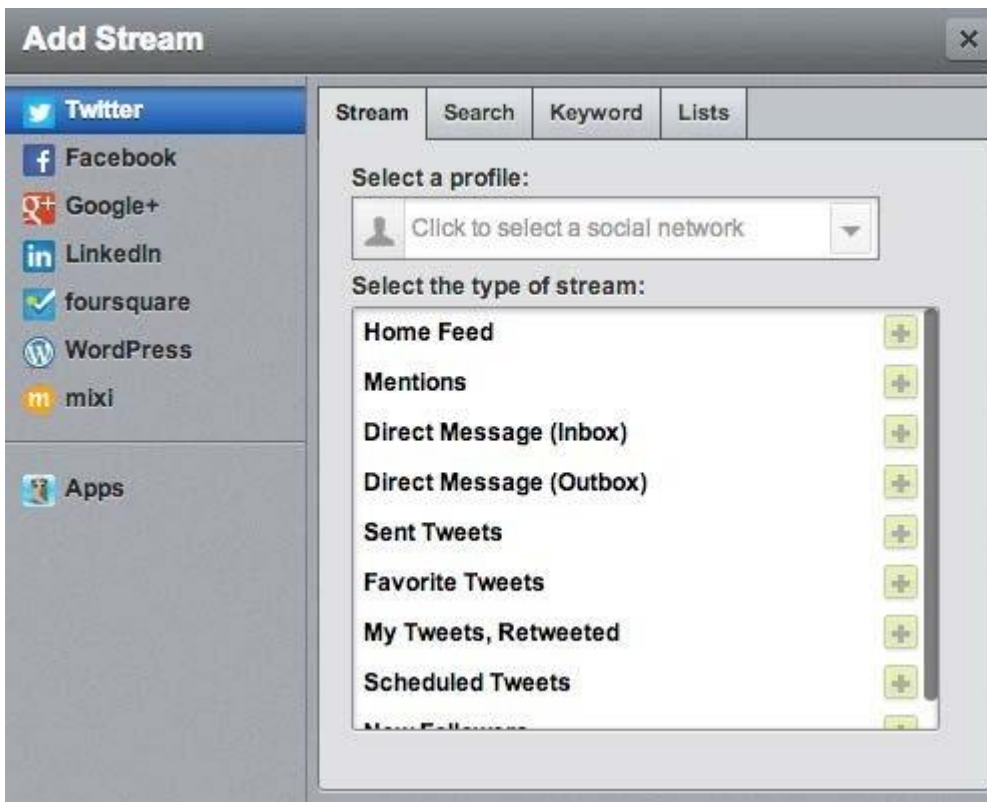 Add Stream
Twitter
Facebook
Google+
LinkedIn
foursquare
WordPress
mixi
Apps
Stream Search Keyword Lists
Select a profile:
Click to select a social network
Select the type of stream:
Home Feed
Mentions
Direct Message (Inbox)
Direct Message (Outbox)
Sent Tweets
Favorite Tweets
My Tweets, Retweeted
Scheduled Tweets
New Followers